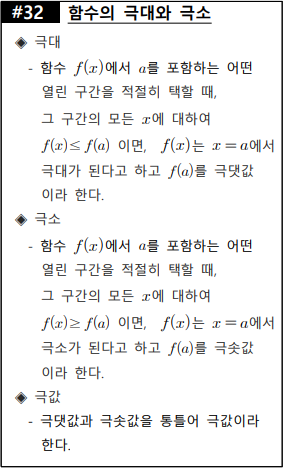 #32 함수의 극대와 극소
◈ 극대
- 함수 f(x)에서 a를 포함하는 어떤
열린 구간을 적절히 택할 때,
그 구간의 모든 x에 대하여
f(x)≤f(a) 이면, f(x)는 x=a에서
극대가 된다고 하고 f(a)를 극댓값
이라 한다.
◈ 극소
- 함수 f(x)에서 a를 포함하는 어떤
열린 구간을 적절히 택할 때,
그 구간의 모든 x에 대하여
f(x)≥f(a) 이면, f(x)는 x=a에서
극소가 된다고 하고 f(a)를 극솟값
이라 한다.
◈ 극값
- 극댓값과 극솟값을 통틀어 극값이라
한다.